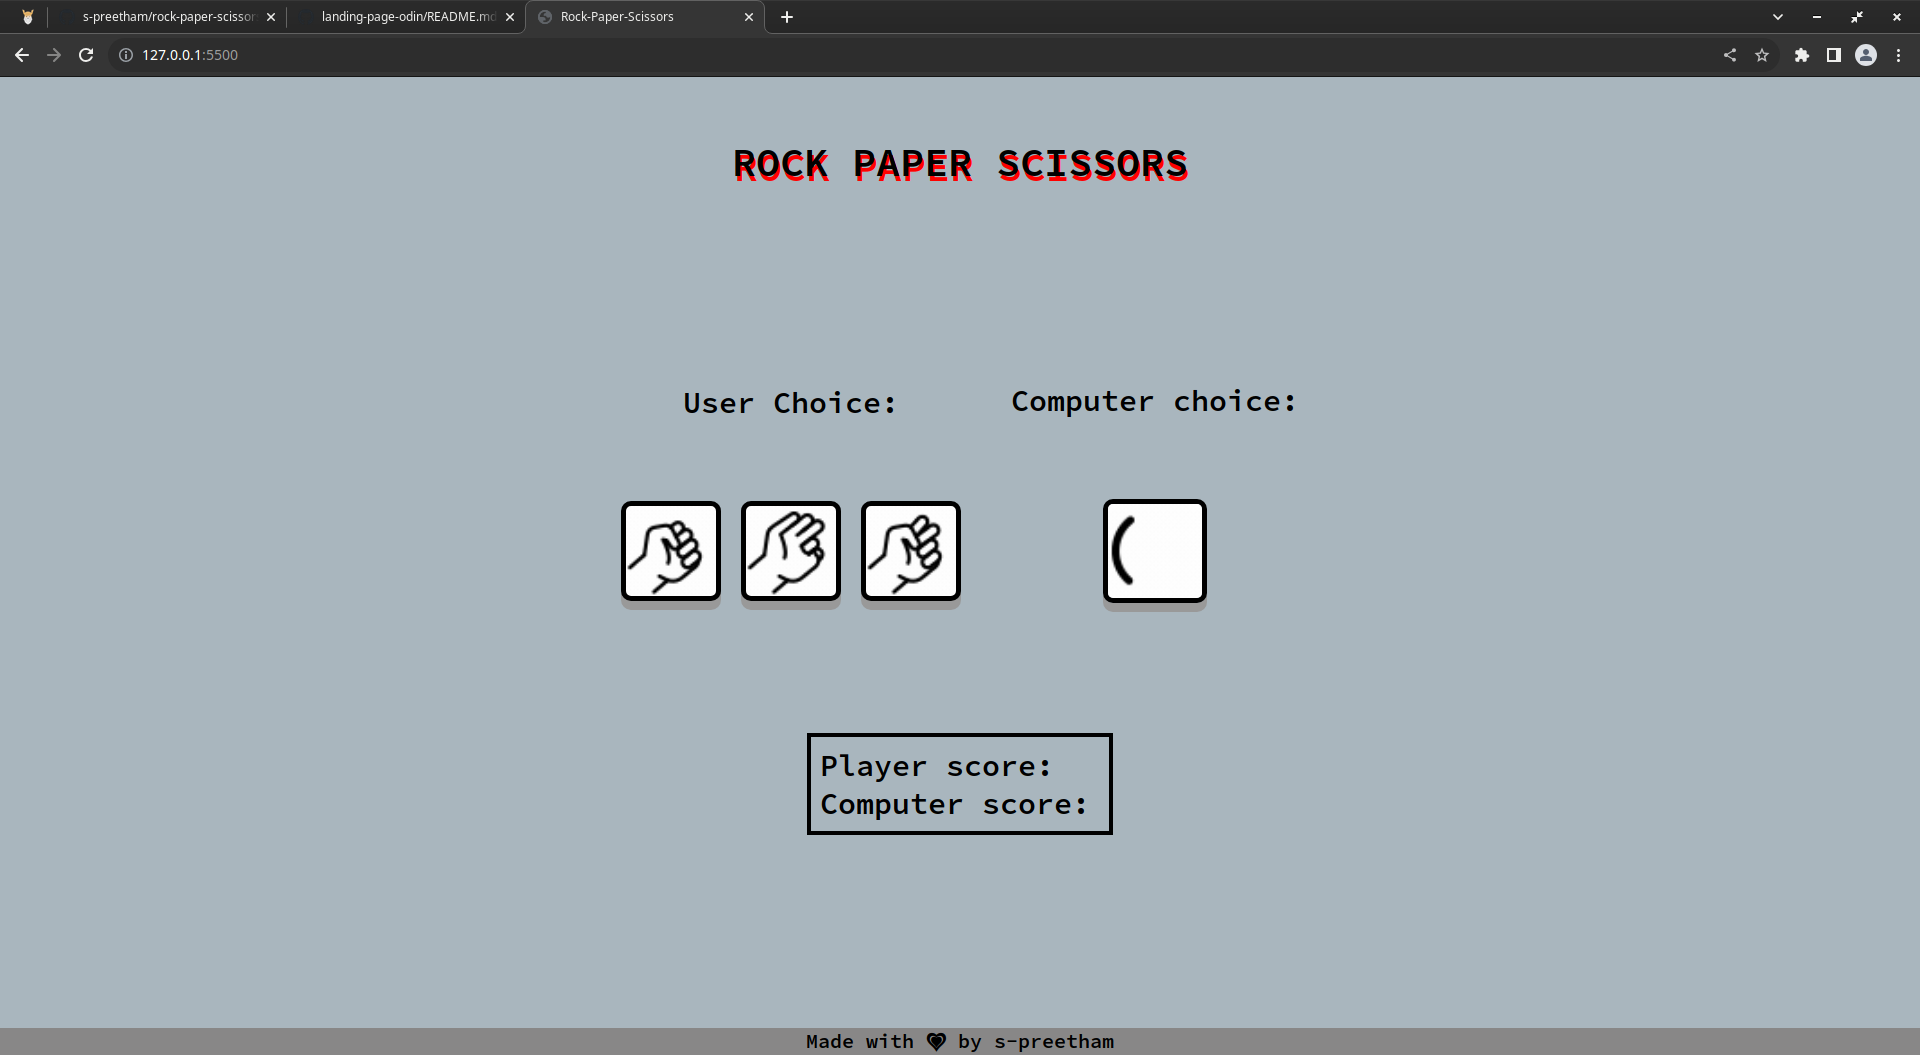 s-preetham/rock-paper-scissor
landing-page-odin/README.md
Rock-Paper-Scissors
127.0.0.1:5500
ROCK PAPER SCISSORS
User Choice:
Computer choice:
Player score:
Computer score:
Made with 🖤 by s-preetham